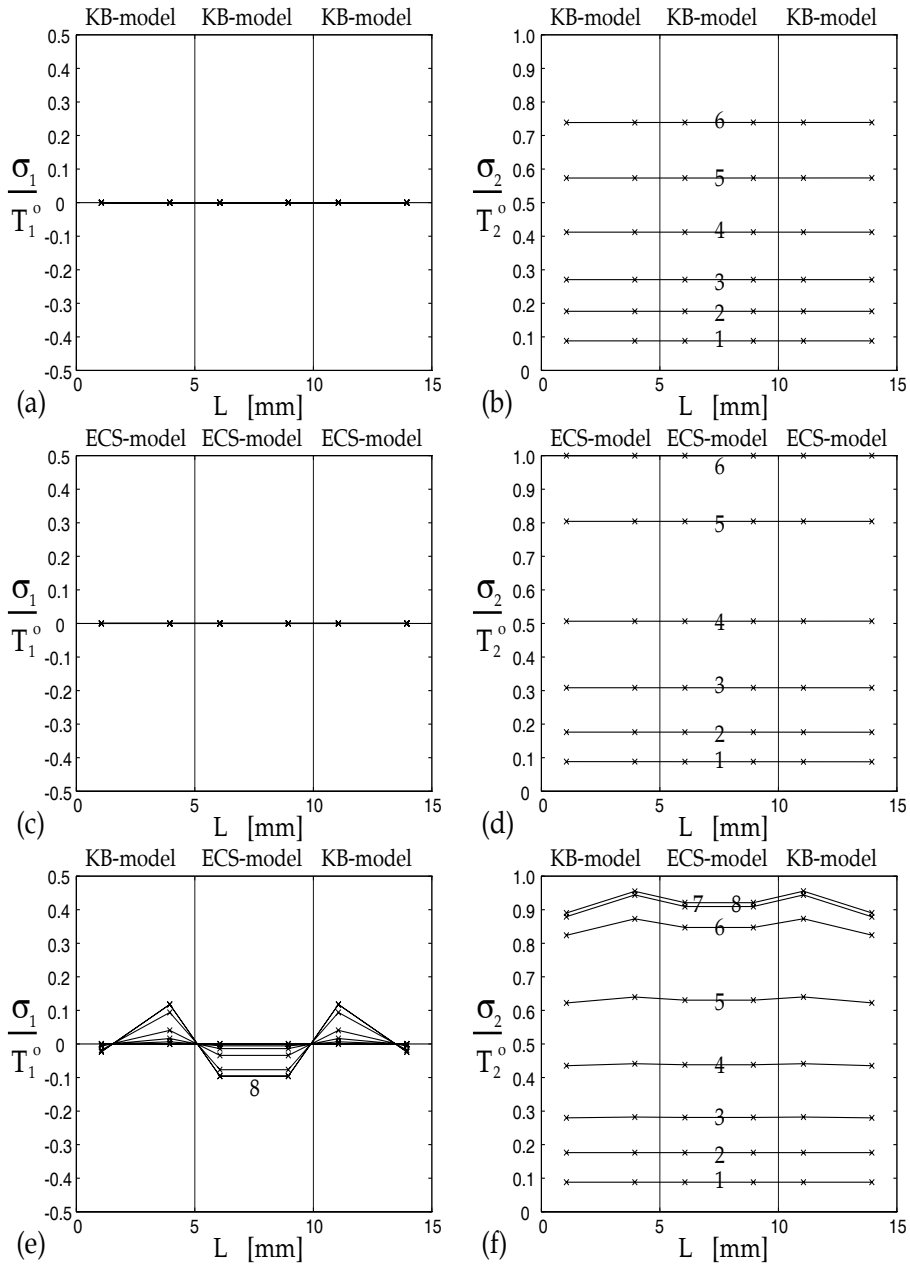 KB-model KB-model KB-model
0.5
0.4
0.3
0.2
0.1
0
-0.1
-0.2
-0.3
-0.4
-0.5
σ1
T1o
0 5 10 15
L [mm]
(a)
KB-model KB-model KB-model
1.0
0.9
0.8
0.7
0.6
0.5
0.4
0.3
0.2
0.1
0
σ2
T2o
6
5
4
3
2
1
0 5 10 15
L [mm]
(b)
ECS-model ECS-model ECS-model
0.5
0.4
0.3
0.2
0.1
0
-0.1
-0.2
-0.3
-0.4
-0.5
σ1
T1o
0 5 10 15
L [mm]
(c)
ECS-model ECS-model ECS-model
1.0
0.9
0.8
0.7
0.6
0.5
0.4
0.3
0.2
0.1
0
σ2
T2o
6
5
4
3
2
1
0 5 10 15
L [mm]
(d)
KB-model ECS-model KB-model
0.5
0.4
0.3
0.2
0.1
0
-0.1
-0.2
-0.3
-0.4
-0.5
σ1
T1o
8
0 5 10 15
L [mm]
(e)
KB-model ECS-model KB-model
1.0
0.9
0.8
0.7
0.6
0.5
0.4
0.3
0.2
0.1
0
σ2
T2o
7 8
6
5
4
3
2
1
0 5 10 15
L [mm]
(f)